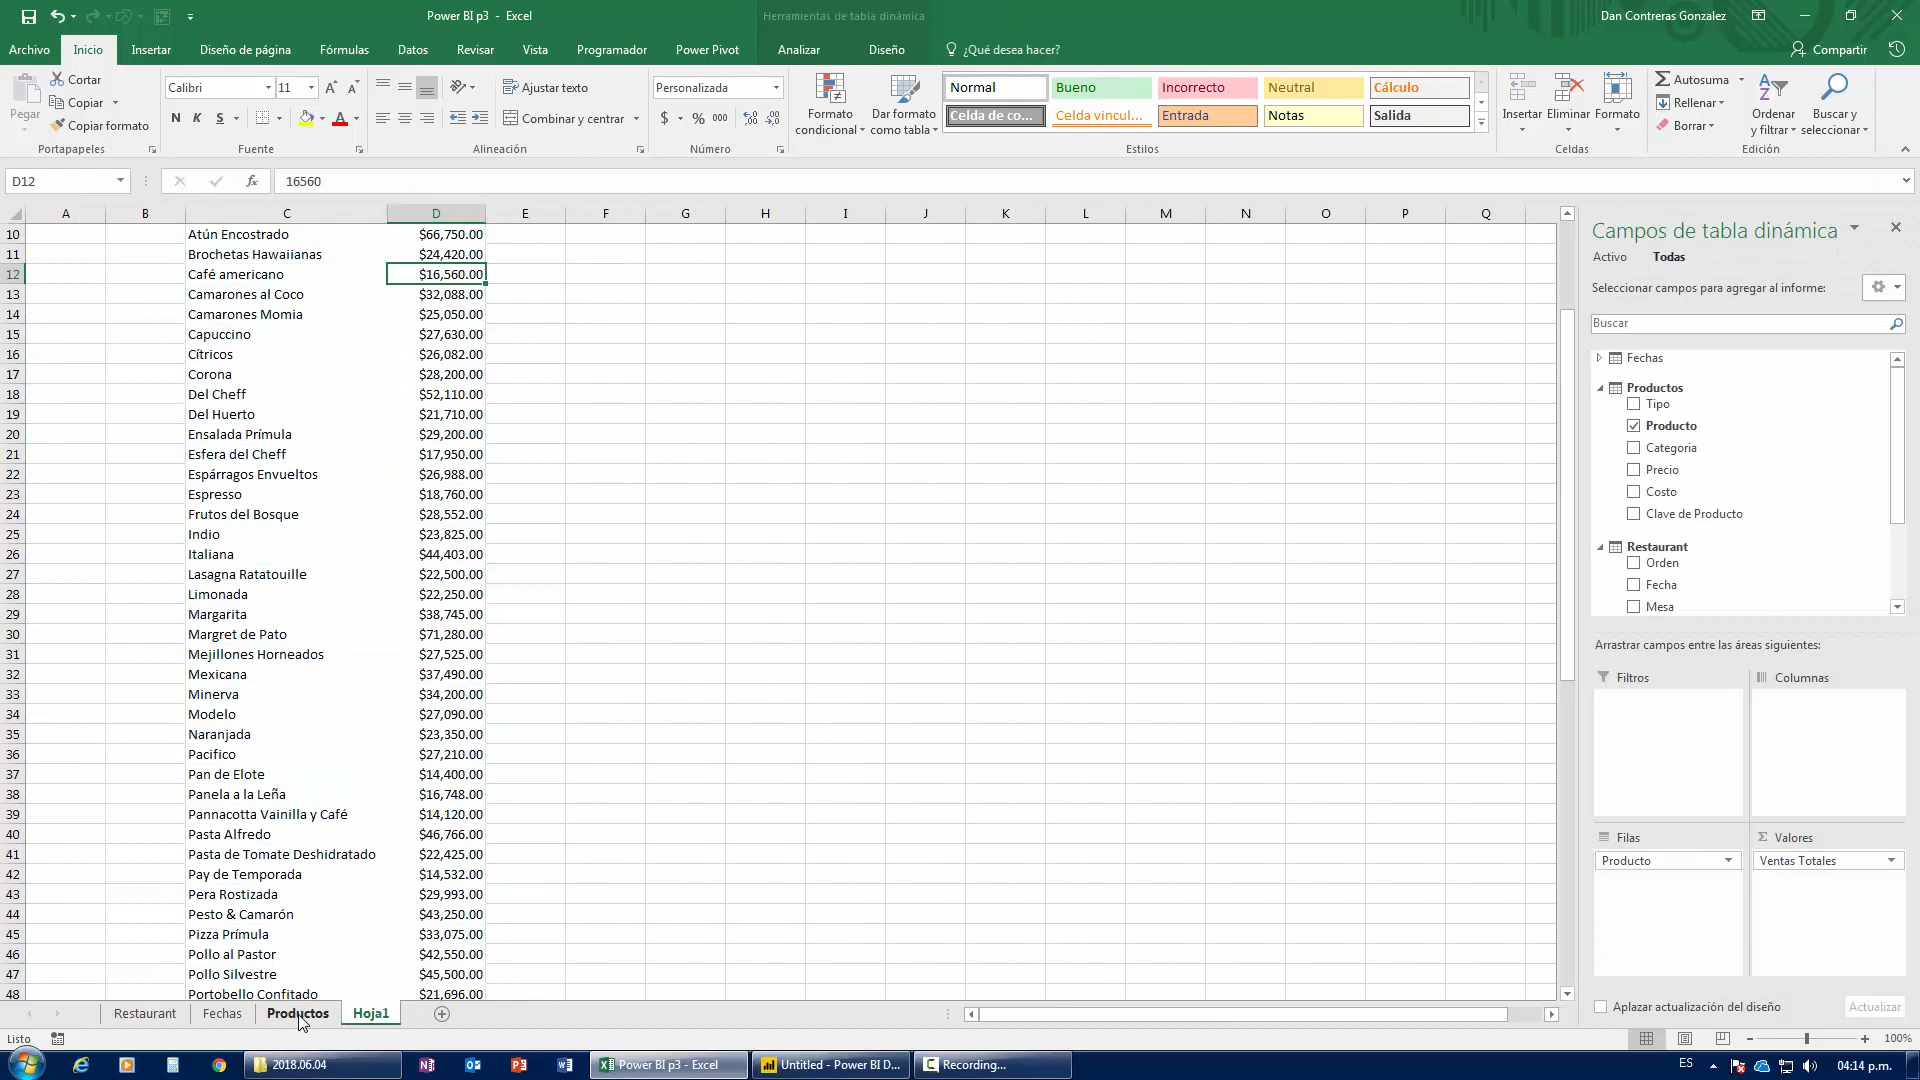 Power BI p3 - Excel
Herramientas de tabla dinámica
Dan Contreras Gonzalez
Archivo
Inicio
Insertar
Diseño de página
Fórmulas
Datos
Revisar
Vista
Programador
Power Pivot
Analizar
Diseño
¿Qué desea hacer?
Compartir
Pegar
Cortar
Copiar
Copiar formato
Portapapeles
Calibri
11
N K S
Fuente
Ajustar texto
Combinar y centrar
Alineación
Personalizada
$ % 000
Número
Formato condicional
Dar formato como tabla
Normal
Bueno
Incorrecto
Neutral
Cálculo
Celda de co...
Celda vincul...
Entrada
Notas
Salida
Estilos
Insertar
Eliminar
Formato
Celdas
Autosuma
Rellenar
Borrar
Ordenar y filtrar
Buscar y seleccionar
Edición
D12
fx
16560
A B C D E F G H I J K L M N O P Q
10 Atún Encostrado $66,750.00
11 Brochetas Hawaiianas $24,420.00
12 Café americano $16,560.00
13 Camarones al Coco $32,088.00
14 Camarones Momia $25,050.00
15 Capuccino $27,630.00
16 Cítricos $26,082.00
17 Corona $28,200.00
18 Del Cheff $52,110.00
19 Del Huerto $21,710.00
20 Ensalada Prímula $29,200.00
21 Esfera del Cheff $17,950.00
22 Espárragos Envueltos $26,988.00
23 Espresso $18,760.00
24 Frutos del Bosque $28,552.00
25 Indio $23,825.00
26 Italiana $44,403.00
27 Lasagna Ratatouille $22,500.00
28 Limonada $22,250.00
29 Margarita $38,745.00
30 Margret de Pato $71,280.00
31 Mejillones Horneados $27,525.00
32 Mexicana $37,490.00
33 Minerva $34,200.00
34 Modelo $27,090.00
35 Naranjada $23,350.00
36 Pacifico $27,210.00
37 Pan de Elote $14,400.00
38 Panela a la Leña $16,748.00
39 Pannacotta Vainilla y Café $14,120.00
40 Pasta Alfredo $46,766.00
41 Pasta de Tomate Deshidratado $22,425.00
42 Pay de Temporada $14,532.00
43 Pera Rostizada $29,993.00
44 Pesto & Camarón $43,250.00
45 Pizza Prímula $33,075.00
46 Pollo al Pastor $42,550.00
47 Pollo Silvestre $45,500.00
48 Portobello Confitado $21,696.00
Campos de tabla dinámica
Activo
Todas
Seleccionar campos para agregar al informe:
Buscar
Fechas
Productos
Tipo
Producto
Categoria
Precio
Costo
Clave de Producto
Restaurant
Orden
Fecha
Mesa
Arrastrar campos entre las áreas siguientes:
Filtros
Columnas
Filas
Σ Valores
Producto
Ventas Totales
Aplazar actualización del diseño
Actualizar
Restaurant
Fechas
Productos
Hoja1
Listo
100%
2018.06.04
Power BI p3 - Excel
Untitled - Power BI D...
Recording...
ES
04:14 p.m.